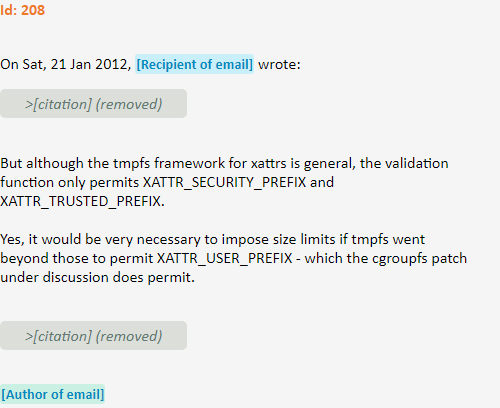 Id: 208
On Sat, 21 Jan 2012, [Recipient of email] wrote:
>[citation] (removed)
But although the tmpfs framework for xattrs is general, the validation
function only permits XATTR_SECURITY_PREFIX and
XATTR_TRUSTED_PREFIX.
Yes, it would be very necessary to impose size limits if tmpfs went
beyond those to permit XATTR_USER_PREFIX - which the cgroupfs patch
under discussion does permit.
>[citation] (removed)
[Author of email]